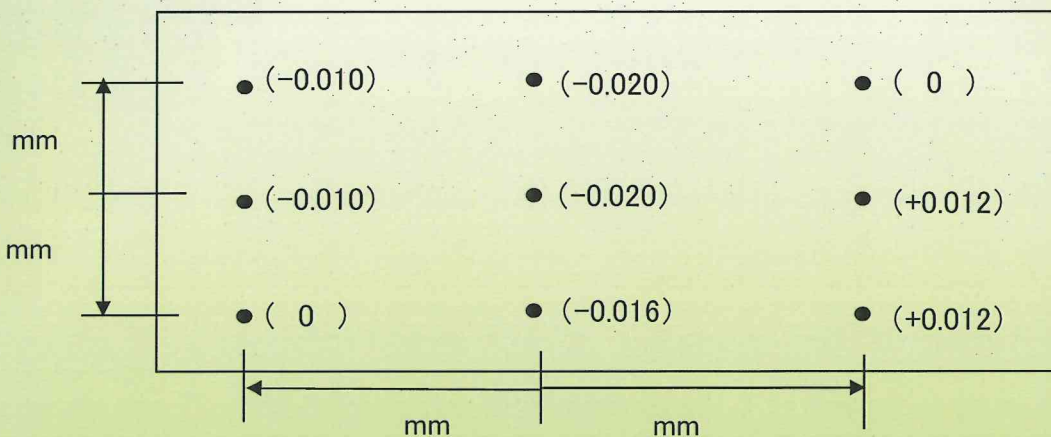 (-0.010) (-0.020) ( 0 )
mm
(-0.010) (-0.020) (+0.012)
mm
( 0 ) (-0.016) (+0.012)
mm mm